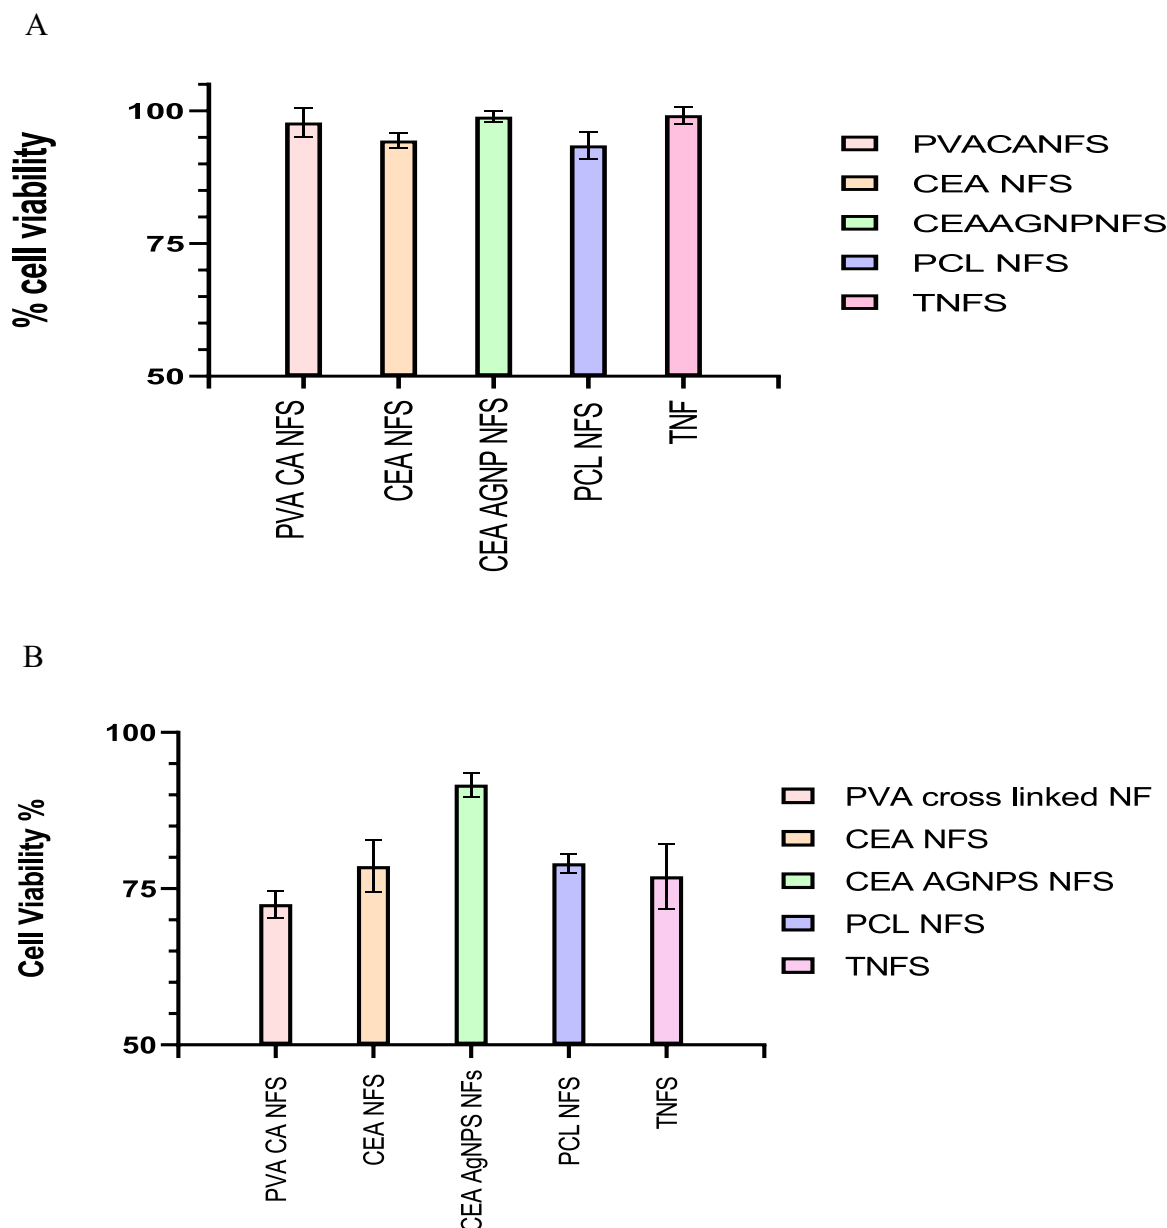 A
% cell viability
100
75
50
PVA CA NFS
CEA NFS
CEA AGNP NFS
PCL NFS
TNF
PVACANFS
CEA NFS
CEAAGNPNFS
PCL NFS
TNFS
B
Cell Viability %
100
75
50
PVA CA NFS
CEA NFS
CEA AgNPS NFs
PCL NFS
TNFS
PVA cross linked NF
CEA NFS
CEA AGNPS NFS
PCL NFS
TNFS